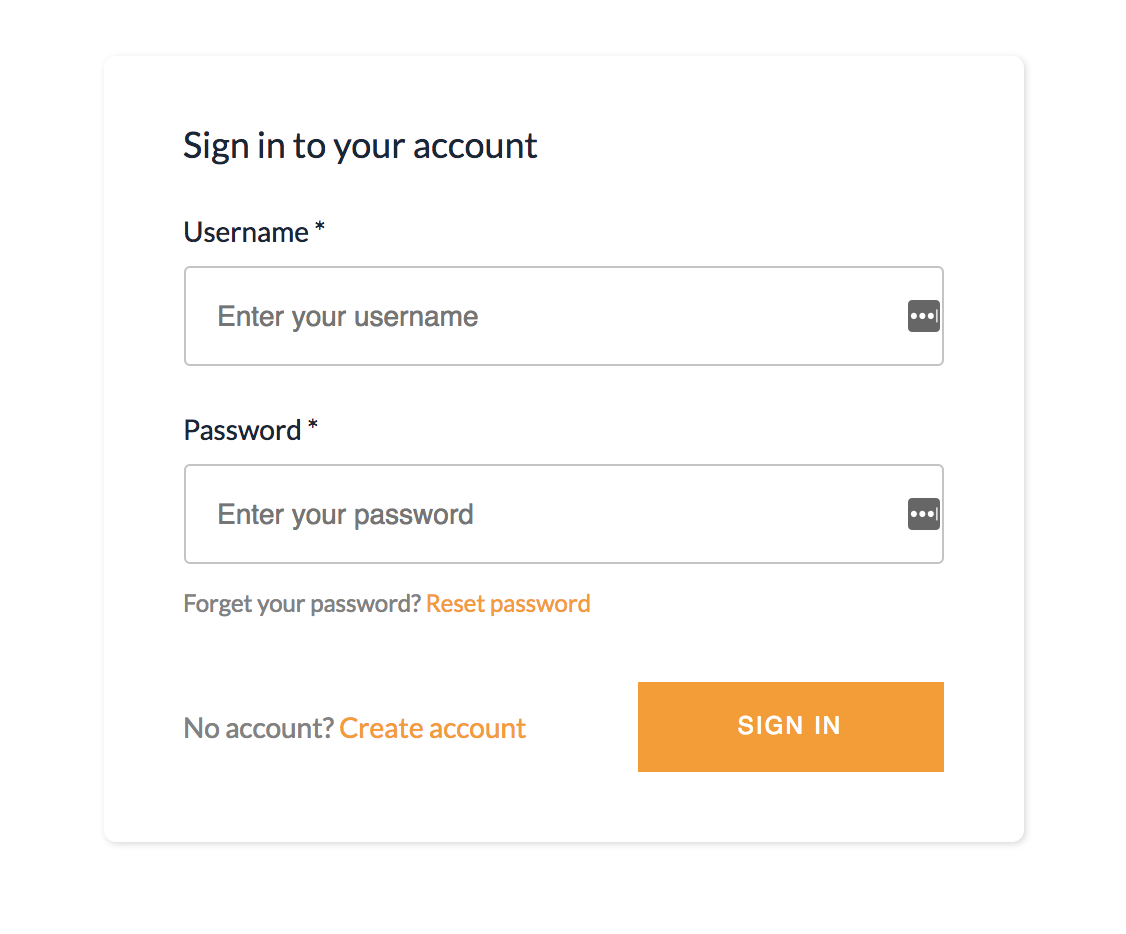 Sign in to your account
Username *
Enter your username
Password *
Enter your password
Forget your password? Reset password
No account? Create account
SIGN IN